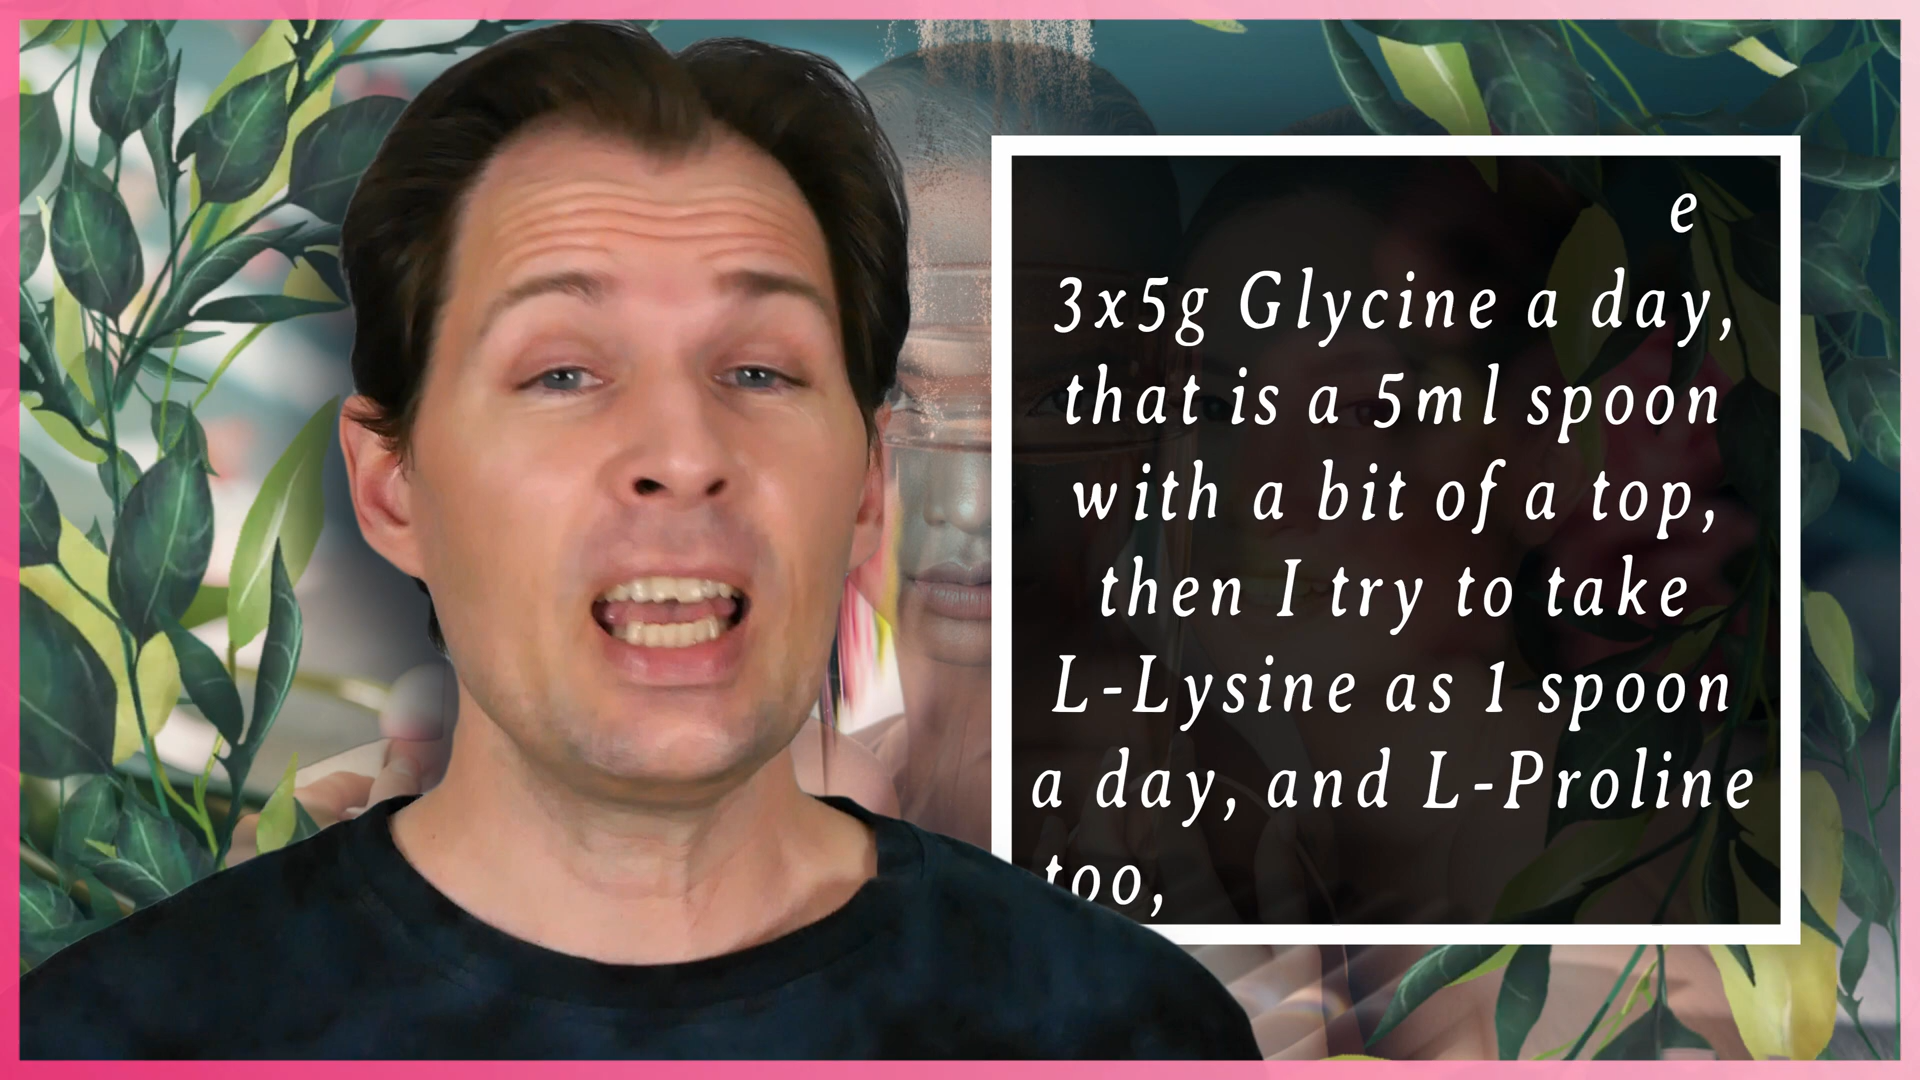 e
3x5g Glycine a day,
that is a 5ml spoon
with a bit of a top,
then I try to take
L-Lysine as 1 spoon
a day, and L-Proline
too,